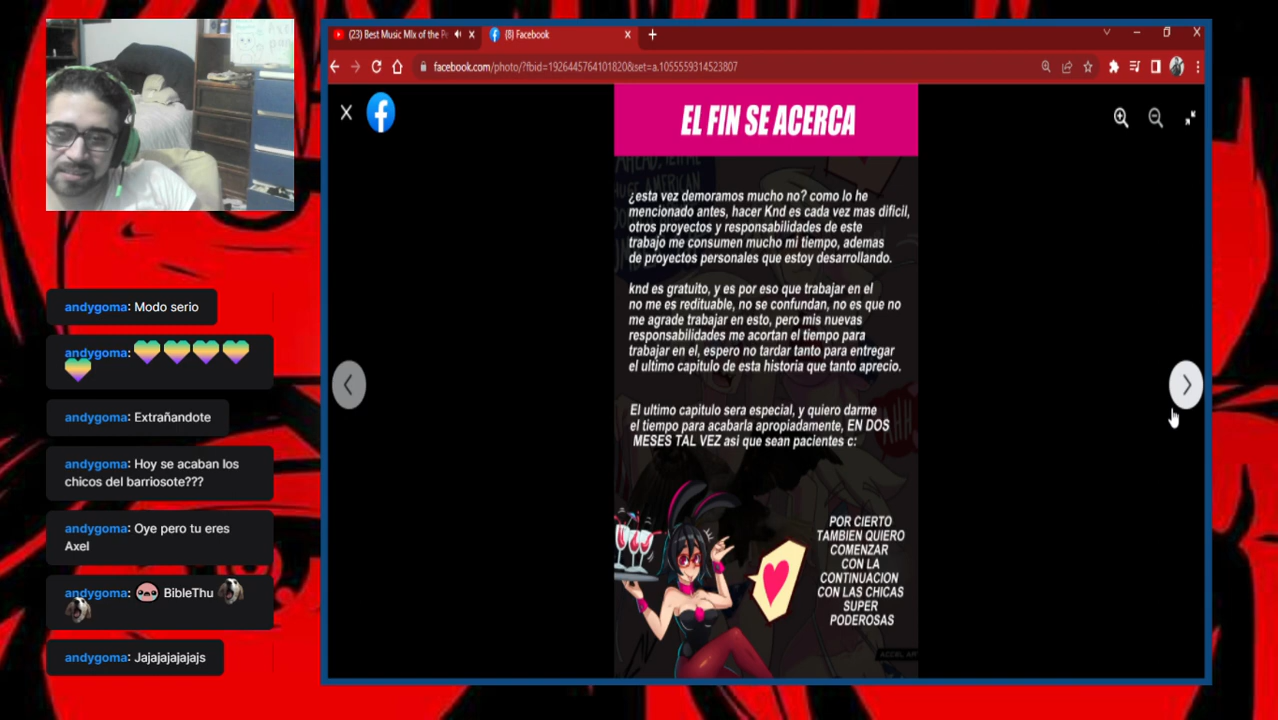 (23) Best Music Mix of the
(8) Facebook
facebook.com/photo/?fbid=1926445764101820&set=a.1055559314523807
EL FIN SE ACERCA
¿esta vez demoramos mucho no? como lo he
mencionado antes, hacer Knd es cada vez mas dificil,
otros proyectos y responsabilidades de este
trabajo me consumen mucho mi tiempo, ademas
de proyectos personales que estoy desarrollando.
knd es gratuito, y es por eso que trabajar en el
no me es redituable, no se confundan, no es que no
me agrade trabajar en esto, pero mis nuevas
responsabilidades me acortan el tiempo para
trabajar en el, espero no tardar tanto para entregar
el ultimo capitulo de esta historia que tanto aprecio.
El ultimo capitulo sera especial, y quiero darme
el tiempo para acabarla apropiadamente, EN DOS
MESES TAL VEZ asi que sean pacientes c:
POR CIERTO
TAMBIEN QUIERO
COMENZAR
CON LA
CONTINUACION
CON LAS CHICAS
SUPER
PODEROSAS
andygoma: Modo serio
andygoma:
andygoma: Extrañandote
andygoma: Hoy se acaban los
chicos del barriosote???
andygoma: Oye pero tu eres
Axel
andygoma: BibleThu
andygoma: Jajajajajajajs